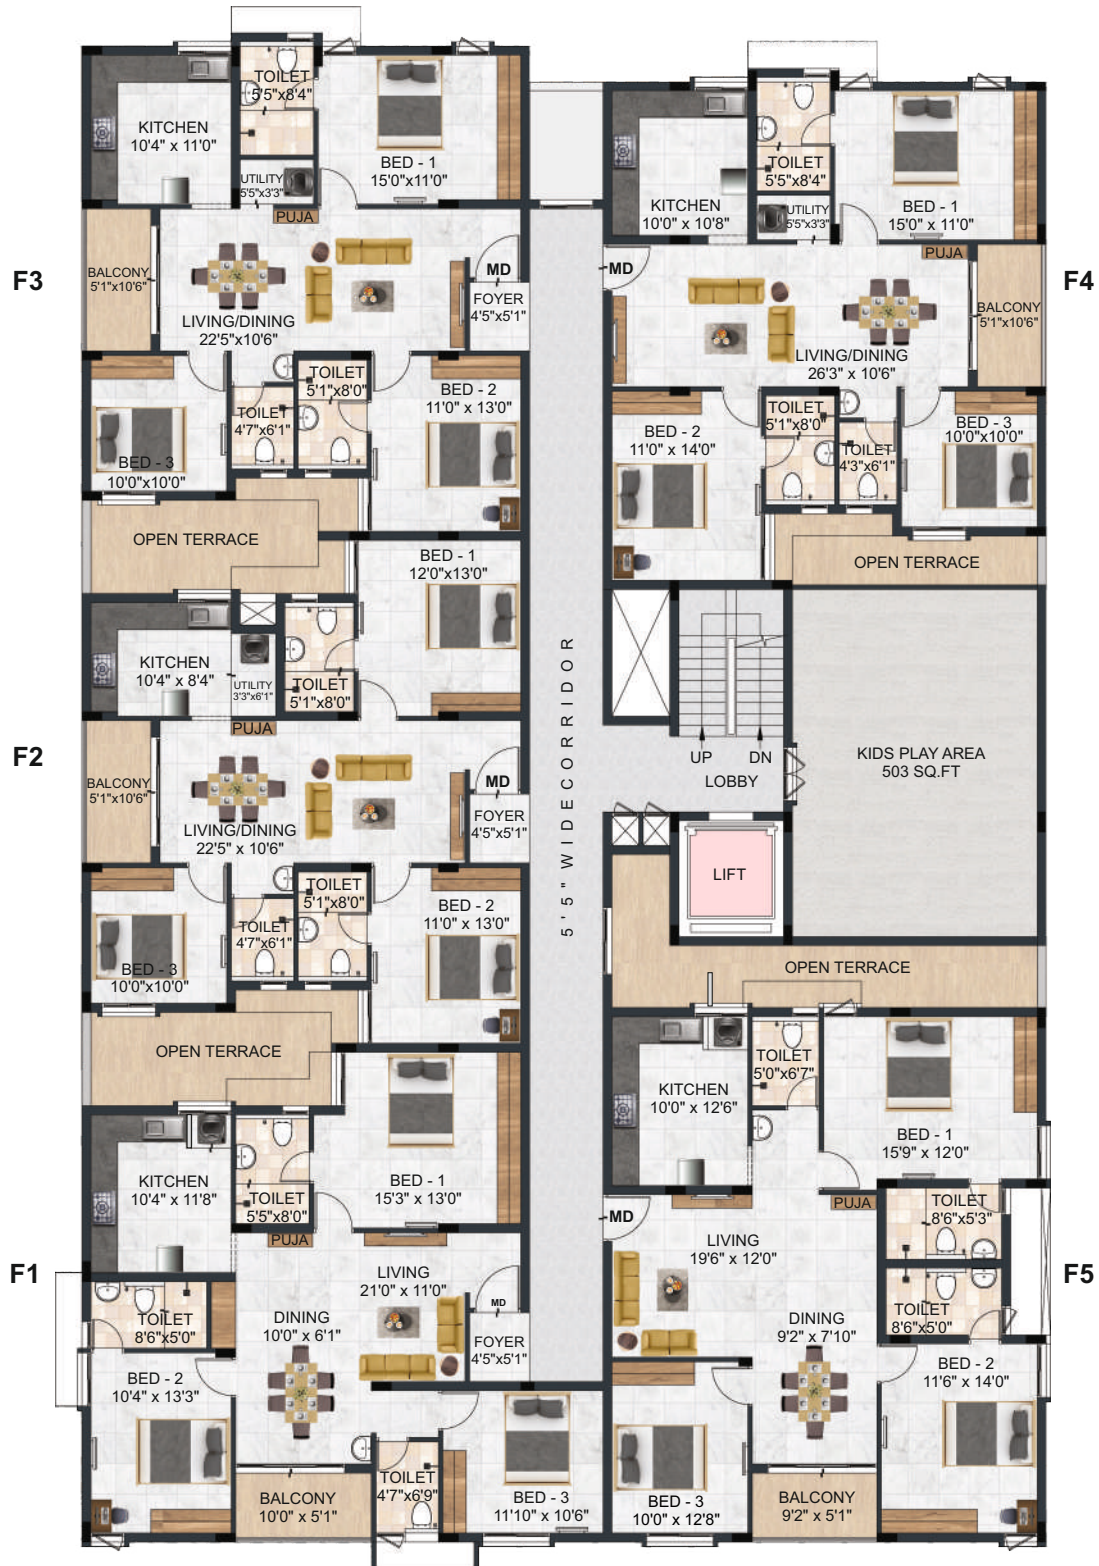 F3
TOILET
5'5"x8'4"
KITCHEN
10'4" x 11'0"
BED - 1
15'0"x11'0"
UTILITY
5'5"x3'3"
PUJA
BALCONY
5'1"x10'6"
LIVING/DINING
22'5"x10'6"
MD
FOYER
4'5"x5'1"
TOILET
5'1"x8'0"
BED - 2
11'0" x 13'0"
TOILET
4'7"x6'1"
BED - 3
10'0"x10'0"
OPEN TERRACE
F2
BED - 1
12'0"x13'0"
KITCHEN
10'4" x 8'4"
UTILITY
3'3"x6'1"
TOILET
5'1"x8'0"
PUJA
BALCONY
5'1"x10'6"
LIVING/DINING
22'5" x 10'6"
MD
FOYER
4'5"x5'1"
TOILET
5'1"x8'0"
BED - 2
11'0" x 13'0"
TOILET
4'7"x6'1"
BED - 3
10'0"x10'0"
OPEN TERRACE
F1
KITCHEN
10'4" x 11'8"
BED - 1
15'3" x 13'0"
TOILET
5'5"x8'0"
PUJA
LIVING
21'0" x 11'0"
MD
FOYER
4'5"x5'1"
TOILET
8'6"x5'0"
DINING
10'0" x 6'1"
BED - 2
10'4" x 13'3"
TOILET
4'7"x6'9"
BALCONY
10'0" x 5'1"
BED - 3
11'10" x 10'6"
5'5" WIDECORRIDOR
F4
KITCHEN
10'0" x 10'8"
TOILET
5'5"x8'4"
UTILITY
5'5"x3'3"
BED - 1
15'0" x 11'0"
MD
PUJA
BALCONY
5'1"x10'6"
LIVING/DINING
26'3" x 10'6"
BED - 2
11'0" x 14'0"
TOILET
5'1"x8'0"
TOILET
4'3"x6'1"
BED - 3
10'0"x10'0"
OPEN TERRACE
UP
DN
LOBBY
KIDS PLAY AREA
503 SQ.FT
LIFT
OPEN TERRACE
F5
KITCHEN
10'0" x 12'6"
TOILET
5'0"x6'7"
BED - 1
15'9" x 12'0"
MD
PUJA
TOILET
8'6"x5'3"
LIVING
19'6" x 12'0"
TOILET
8'6"x5'0"
DINING
9'2" x 7'10"
BED - 2
11'6" x 14'0"
BED - 3
10'0" x 12'8"
BALCONY
9'2" x 5'1"